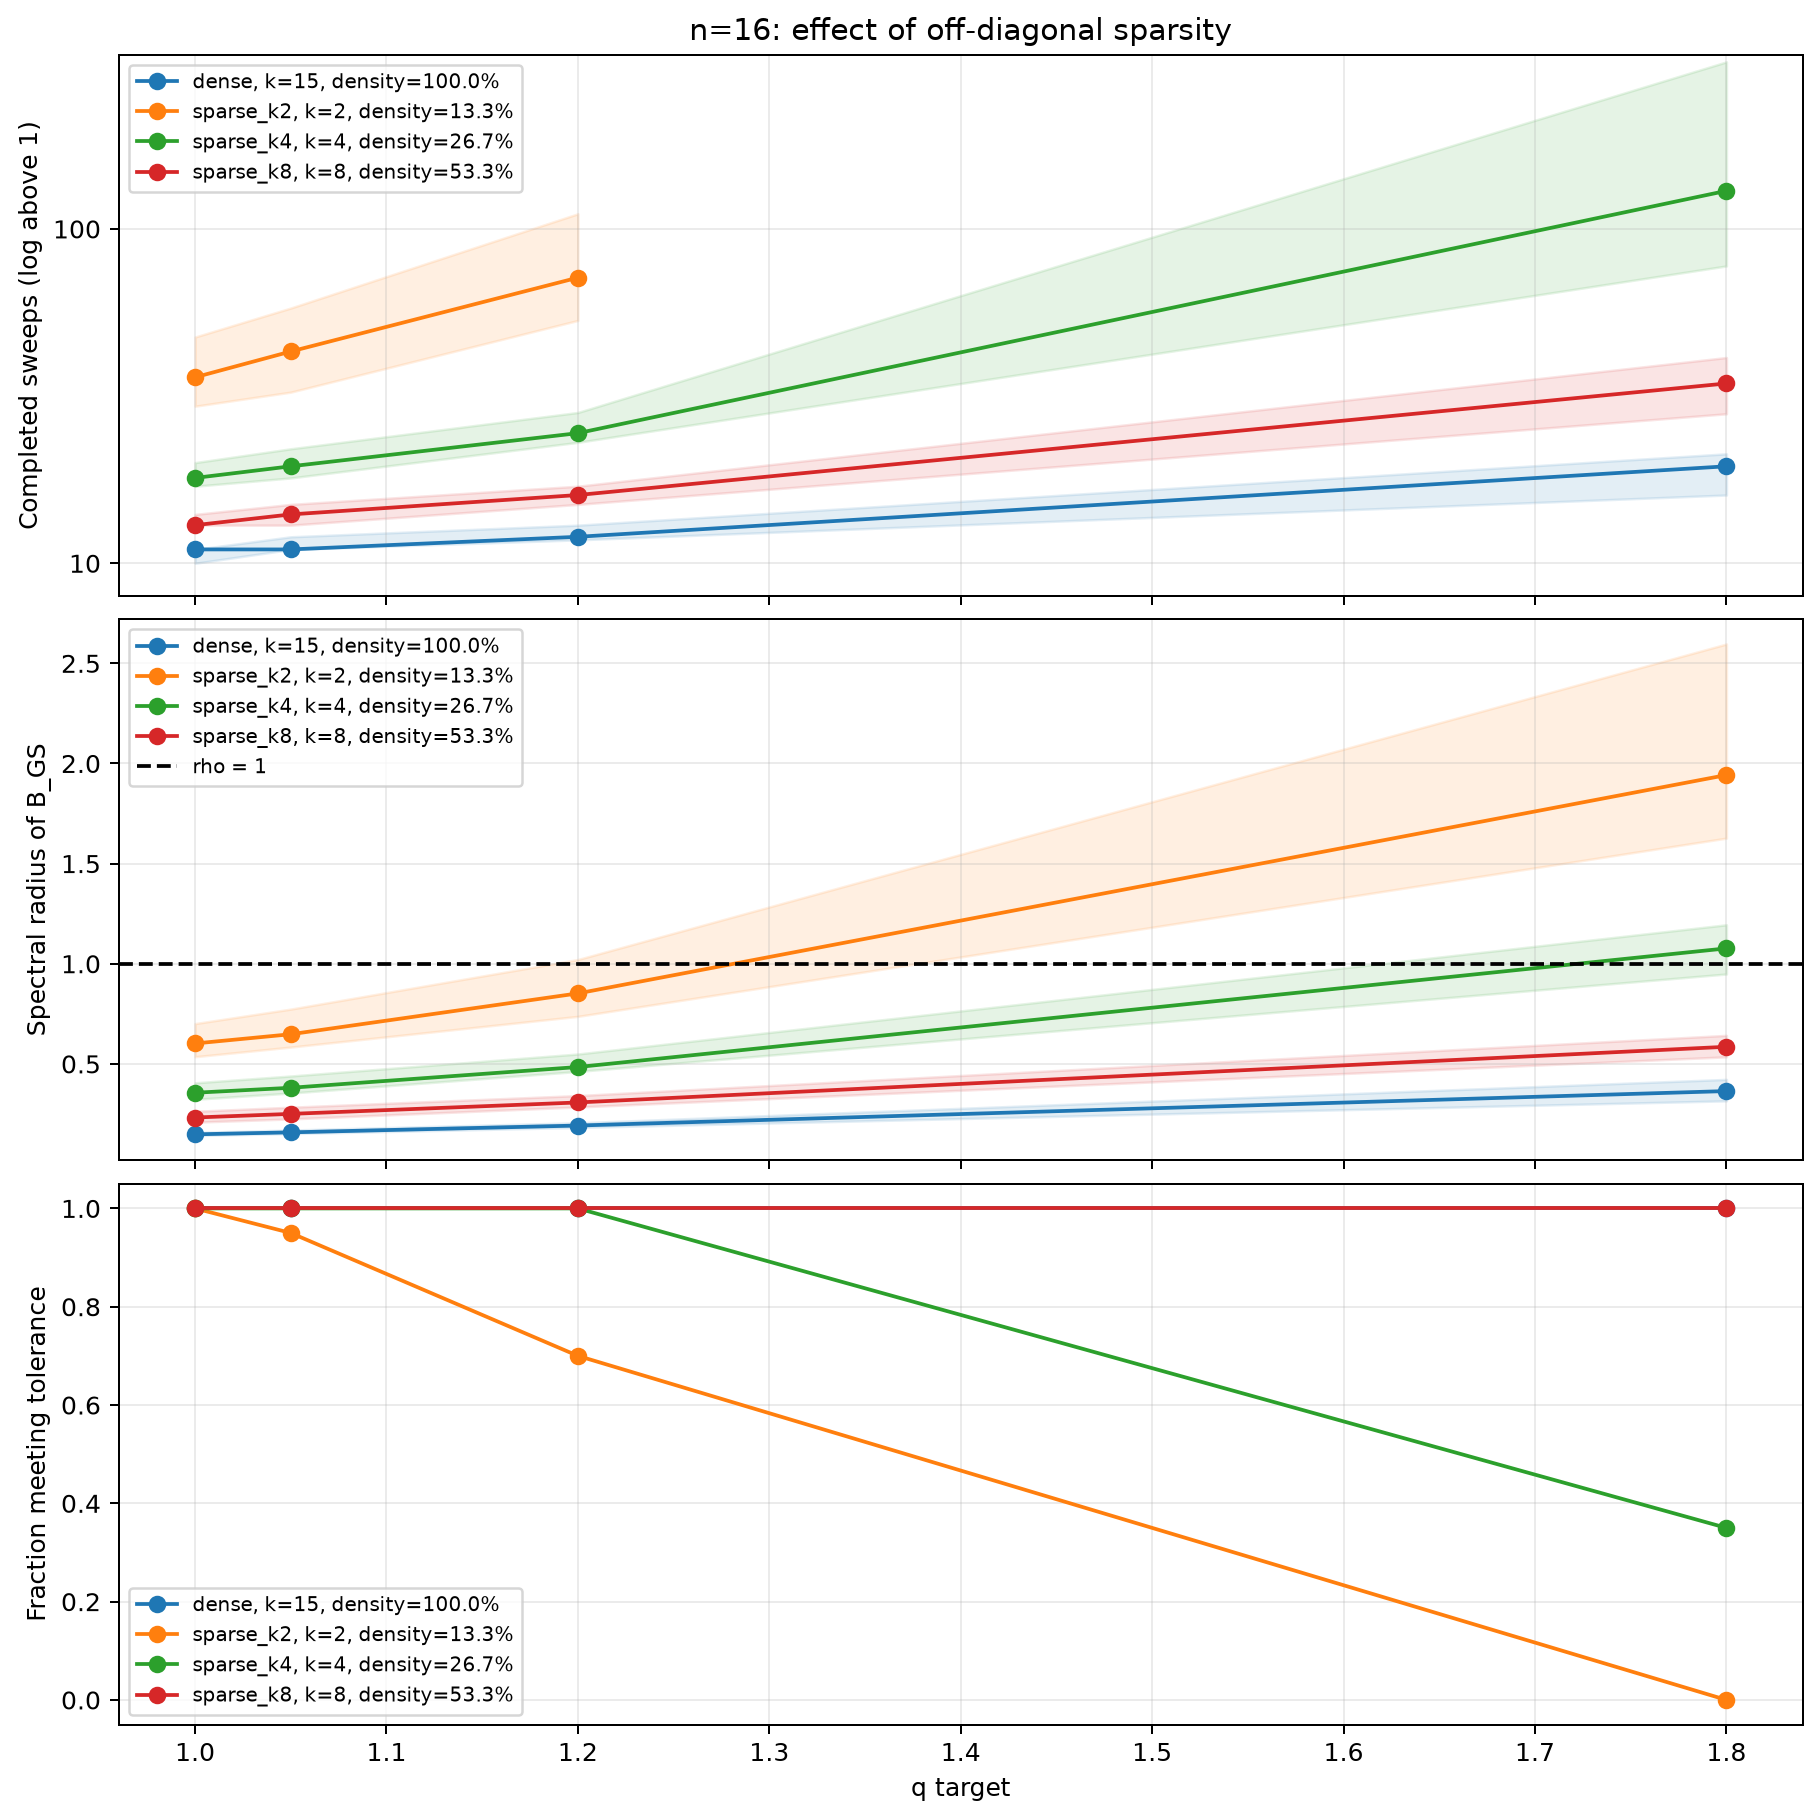 n=16: effect of off-diagonal sparsity
Completed sweeps (log above 1)
100
10
dense, k=15, density=100.0%
sparse_k2, k=2, density=13.3%
sparse_k4, k=4, density=26.7%
sparse_k8, k=8, density=53.3%
Spectral radius of B_GS
2.5
2.0
1.5
1.0
0.5
dense, k=15, density=100.0%
sparse_k2, k=2, density=13.3%
sparse_k4, k=4, density=26.7%
sparse_k8, k=8, density=53.3%
rho = 1
Fraction meeting tolerance
1.0
0.8
0.6
0.4
0.2
0.0
dense, k=15, density=100.0%
sparse_k2, k=2, density=13.3%
sparse_k4, k=4, density=26.7%
sparse_k8, k=8, density=53.3%
1.0 1.1 1.2 1.3 1.4 1.5 1.6 1.7 1.8
q target